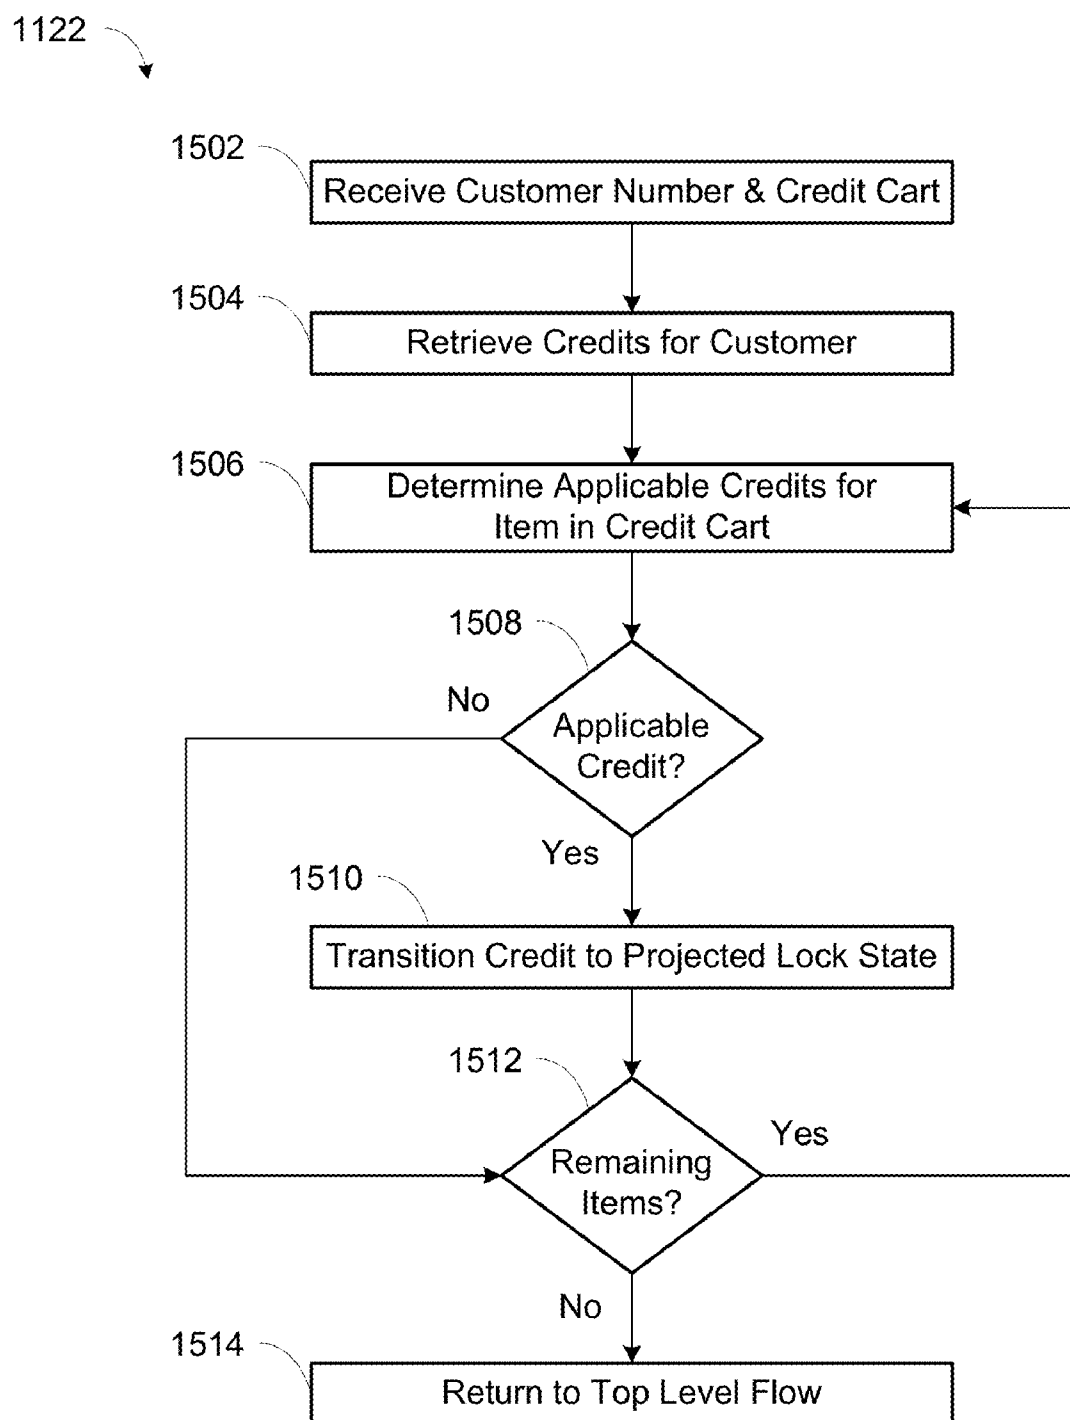 1122
1502
Receive Customer Number & Credit Cart
1504
Retrieve Credits for Customer
1506
Determine Applicable Credits for
Item in Credit Cart
1508
No
Applicable
Credit?
Yes
1510
Transition Credit to Projected Lock State
1512
Yes
Remaining
Items?
No
1514
Return to Top Level Flow